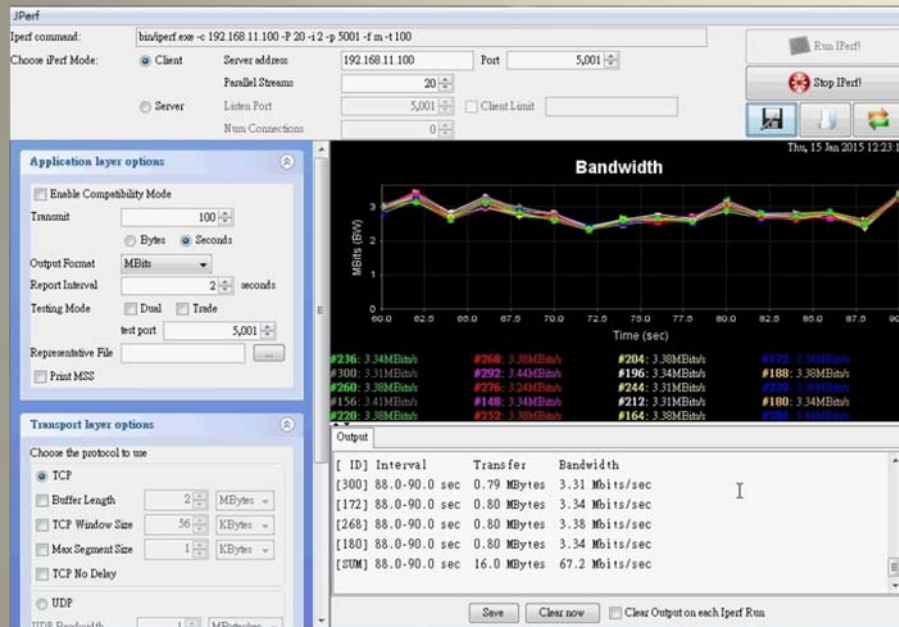 JPerf
Iperf command: bin/iperf.exe -c 192.168.11.100 -P 20 -i 2 -p 5001 -f m -t 100
Choose iPerf Mode: Client Server address 192.168.11.100 Port 5,001
Parallel Streams 20
Server Listen Port 5,001 Client Limit
Num Connections 0
Run IPerf!
Stop IPerf!
Application layer options
Enable Compatibility Mode
Transmit 100
Bytes Seconds
Output Format MBits
Report Interval 2 seconds
Testing Mode Dual Trade
test port 5,001
Representative File ...
Print MSS
Transport layer options
Choose the protocol to use
TCP
Buffer Length 2 MBytes
TCP Window Size 56 KBytes
Max Segment Size 1 KBytes
TCP No Delay
UDP
UDP Bandwidth 1
Thu, 15 Jan 2015 12:23:1
Bandwidth
MBits (BW)
3
2
1
0
60.0 62.5 65.0 67.5 70.0 72.5 75.0 77.5 80.0 82.5 85.0 87.5 90
Time (sec)
#236: 3.34MBits/s #268: 3.38MBits/s #204: 3.38MBits/s #172: 3.34MBits/s
#300: 3.31MBits/s #292: 3.44MBits/s #196: 3.34MBits/s #188: 3.38MBits/s
#260: 3.38MBits/s #276: 3.24MBits/s #244: 3.31MBits/s
#156: 3.41MBits/s #148: 3.34MBits/s #212: 3.31MBits/s #180: 3.34MBits/s
#220: 3.38MBits/s #252: 3.38MBits/s #164: 3.38MBits/s
Output
[ ID] Interval Transfer Bandwidth
[300] 88.0-90.0 sec 0.79 MBytes 3.31 Mbits/sec
[172] 88.0-90.0 sec 0.80 MBytes 3.34 Mbits/sec
[268] 88.0-90.0 sec 0.80 MBytes 3.38 Mbits/sec
[180] 88.0-90.0 sec 0.80 MBytes 3.34 Mbits/sec
[SUM] 88.0-90.0 sec 16.0 MBytes 67.2 Mbits/sec
Save Clear now Clear Output on each Iperf Run